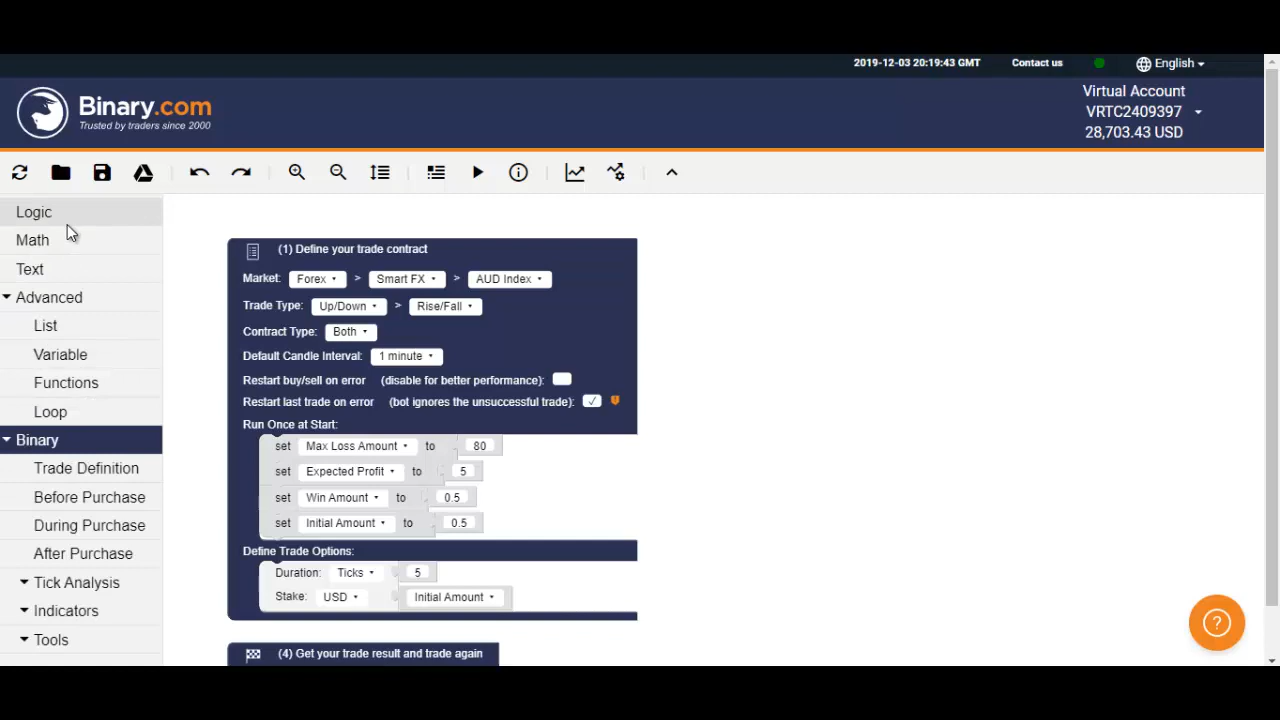 2019-12-03 20:19:43 GMT Contact us English
Binary.com
Trusted by traders since 2000
Virtual Account
VRTC2409397
28,703.43 USD
Logic
Math
Text
Advanced
List
Variable
Functions
Loop
Binary
Trade Definition
Before Purchase
During Purchase
After Purchase
Tick Analysis
Indicators
Tools
(1) Define your trade contract
Market: Forex > Smart FX > AUD Index
Trade Type: Up/Down > Rise/Fall
Contract Type: Both
Default Candle Interval: 1 minute
Restart buy/sell on error (disable for better performance):
Restart last trade on error (bot ignores the unsuccessful trade): ✓
Run Once at Start:
set Max Loss Amount to 80
set Expected Profit to 5
set Win Amount to 0.5
set Initial Amount to 0.5
Define Trade Options:
Duration: Ticks 5
Stake: USD Initial Amount
(4) Get your trade result and trade again